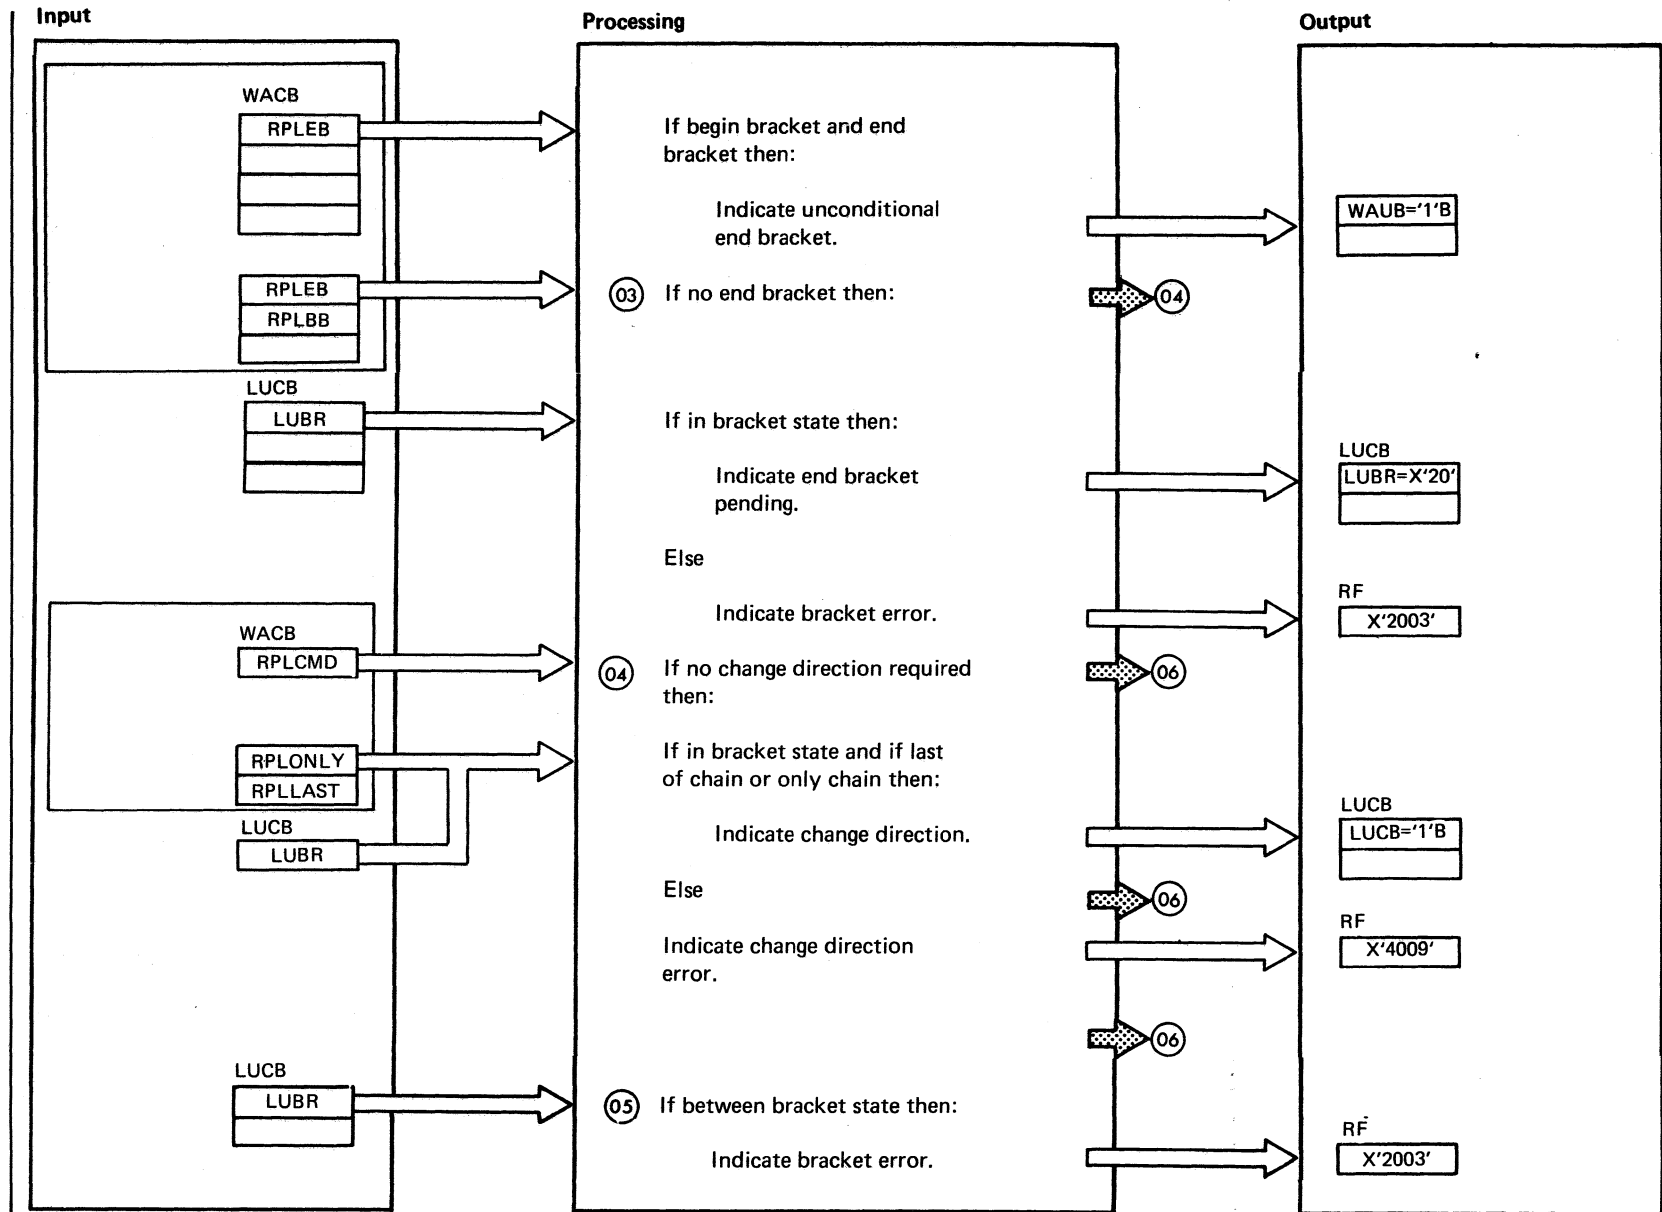 Input
Processing
Output
WACB
RPLEB
If begin bracket and end
bracket then:
Indicate unconditional
end bracket.
WAUB='1'B
RPLEB
RPLBB
03 If no end bracket then:
04
LUCB
LUBR
If in bracket state then:
Indicate end bracket
pending.
LUCB
LUBR=X'20'
Else
Indicate bracket error.
RF
X'2003'
WACB
RPLCMD
04 If no change direction required
then:
06
RPLONLY
RPLLAST
LUCB
LUBR
If in bracket state and if last
of chain or only chain then:
Indicate change direction.
LUCB
LUCB='1'B
Else
06
Indicate change direction
error.
RF
X'4009'
06
LUCB
LUBR
05 If between bracket state then:
Indicate bracket error.
RF
X'2003'